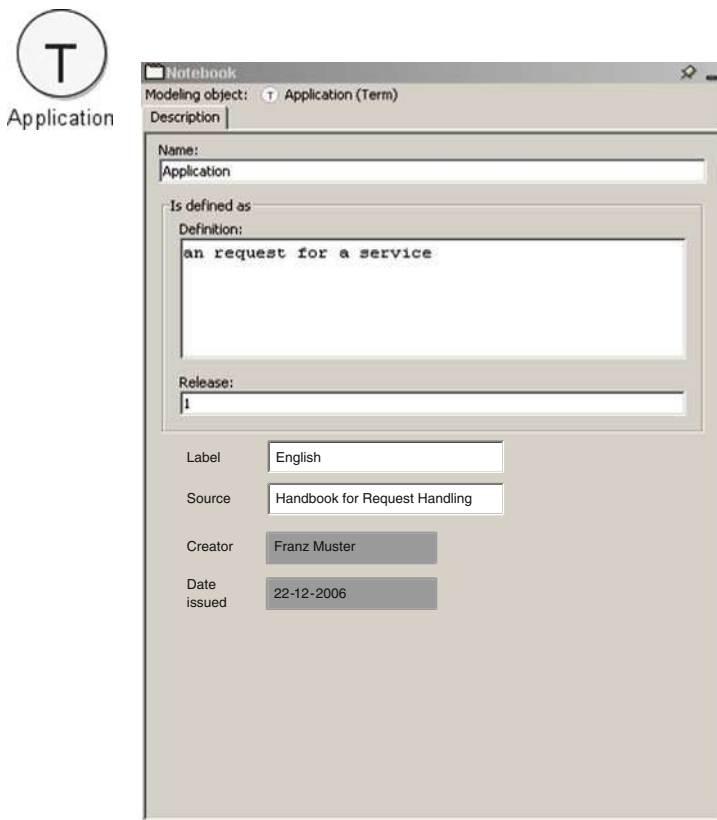 T
Application
Notebook
Modeling object: T Application (Term)
Description
Name:
Application
Is defined as
Definition:
an request for a service
Release:
1
Label English
Source Handbook for Request Handling
Creator Franz Muster
Date
issued 22-12-2006